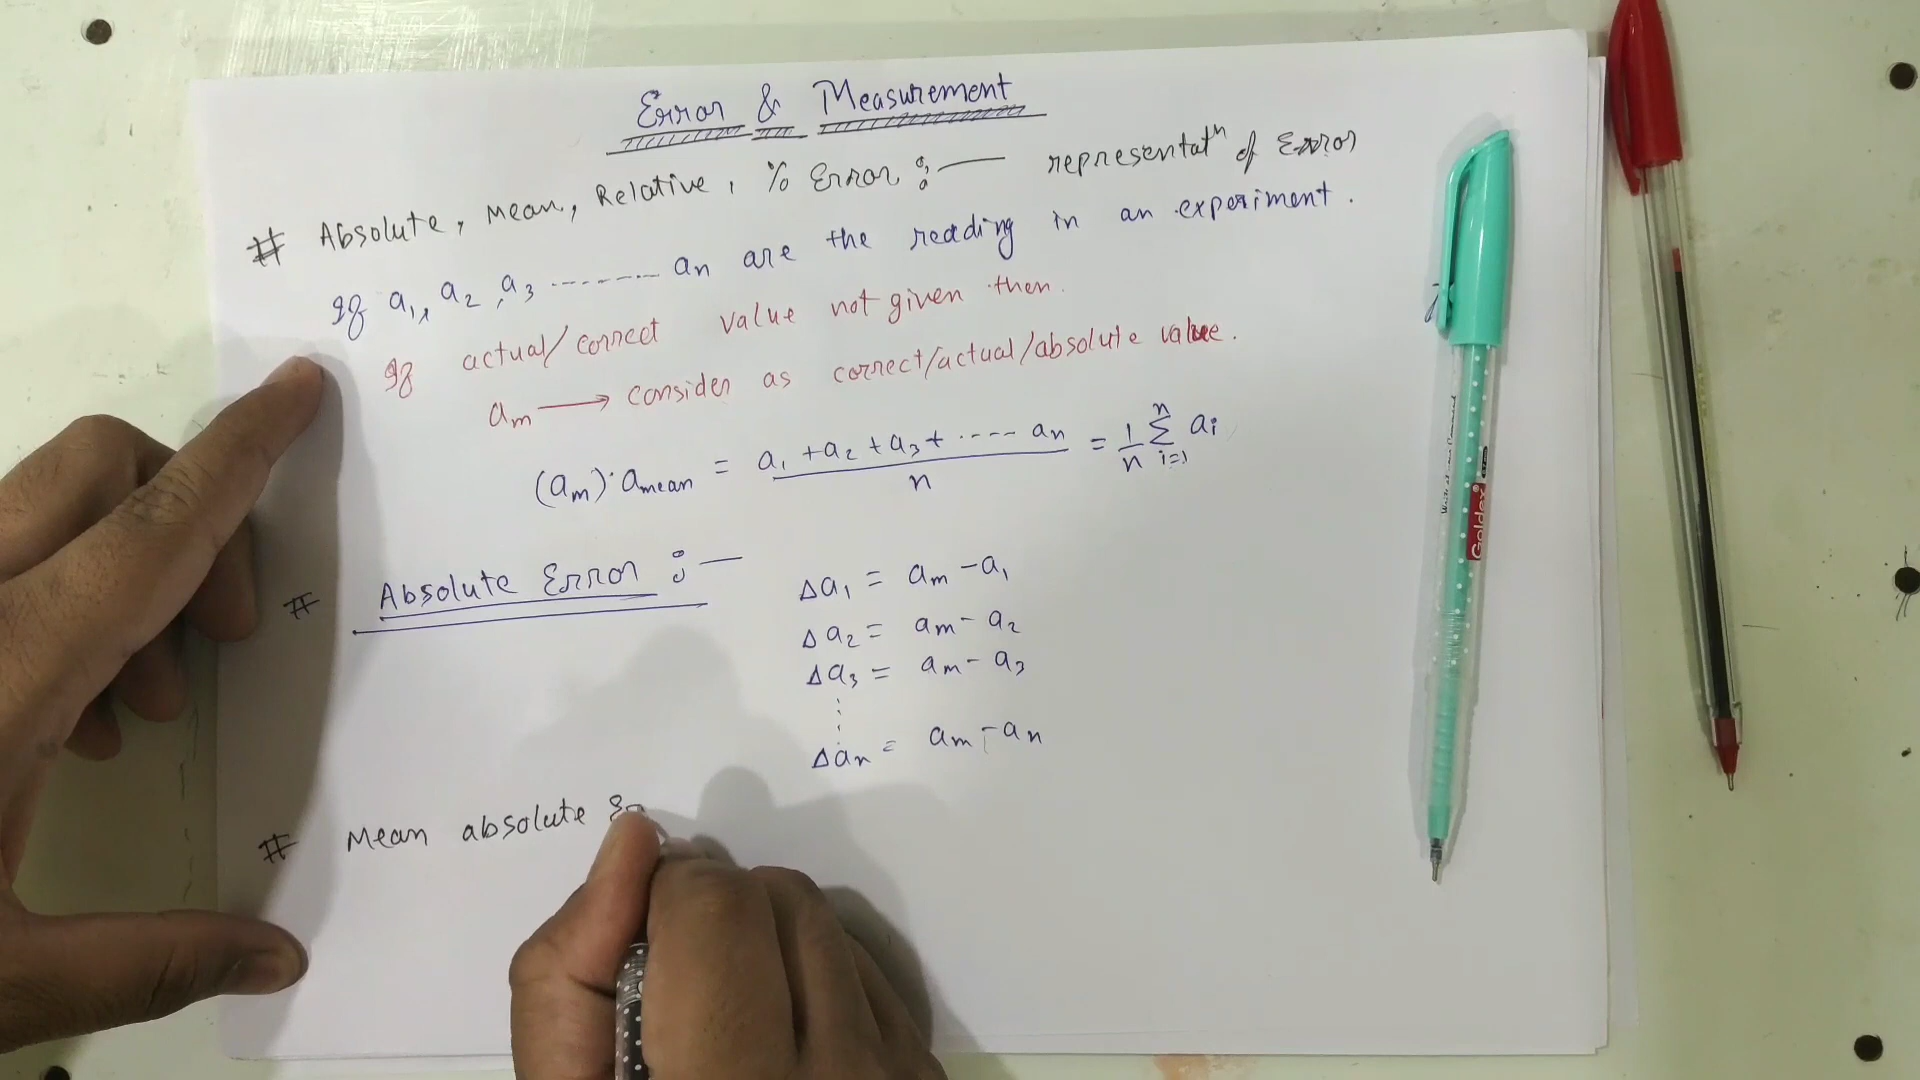 Error & Measurement
# Absolute, Mean, Relative, % Error :— representatⁿ of Error
If a₁, a₂, a₃ -------- aₙ are the reading in an experiment.
If actual/correct value not given then.
aₘ → consider as correct/actual/absolute value.
(aₘ) · aₘₑₐₙ = (a₁ + a₂ + a₃ + ---- aₙ)/n = 1/n Σⁿᵢ₌₁ aᵢ
# Absolute Error :—
Δa₁ = aₘ - a₁
Δa₂ = aₘ - a₂
Δa₃ = aₘ - a₃
Δaₙ = aₘ - aₙ
# Mean absolute
Goldex